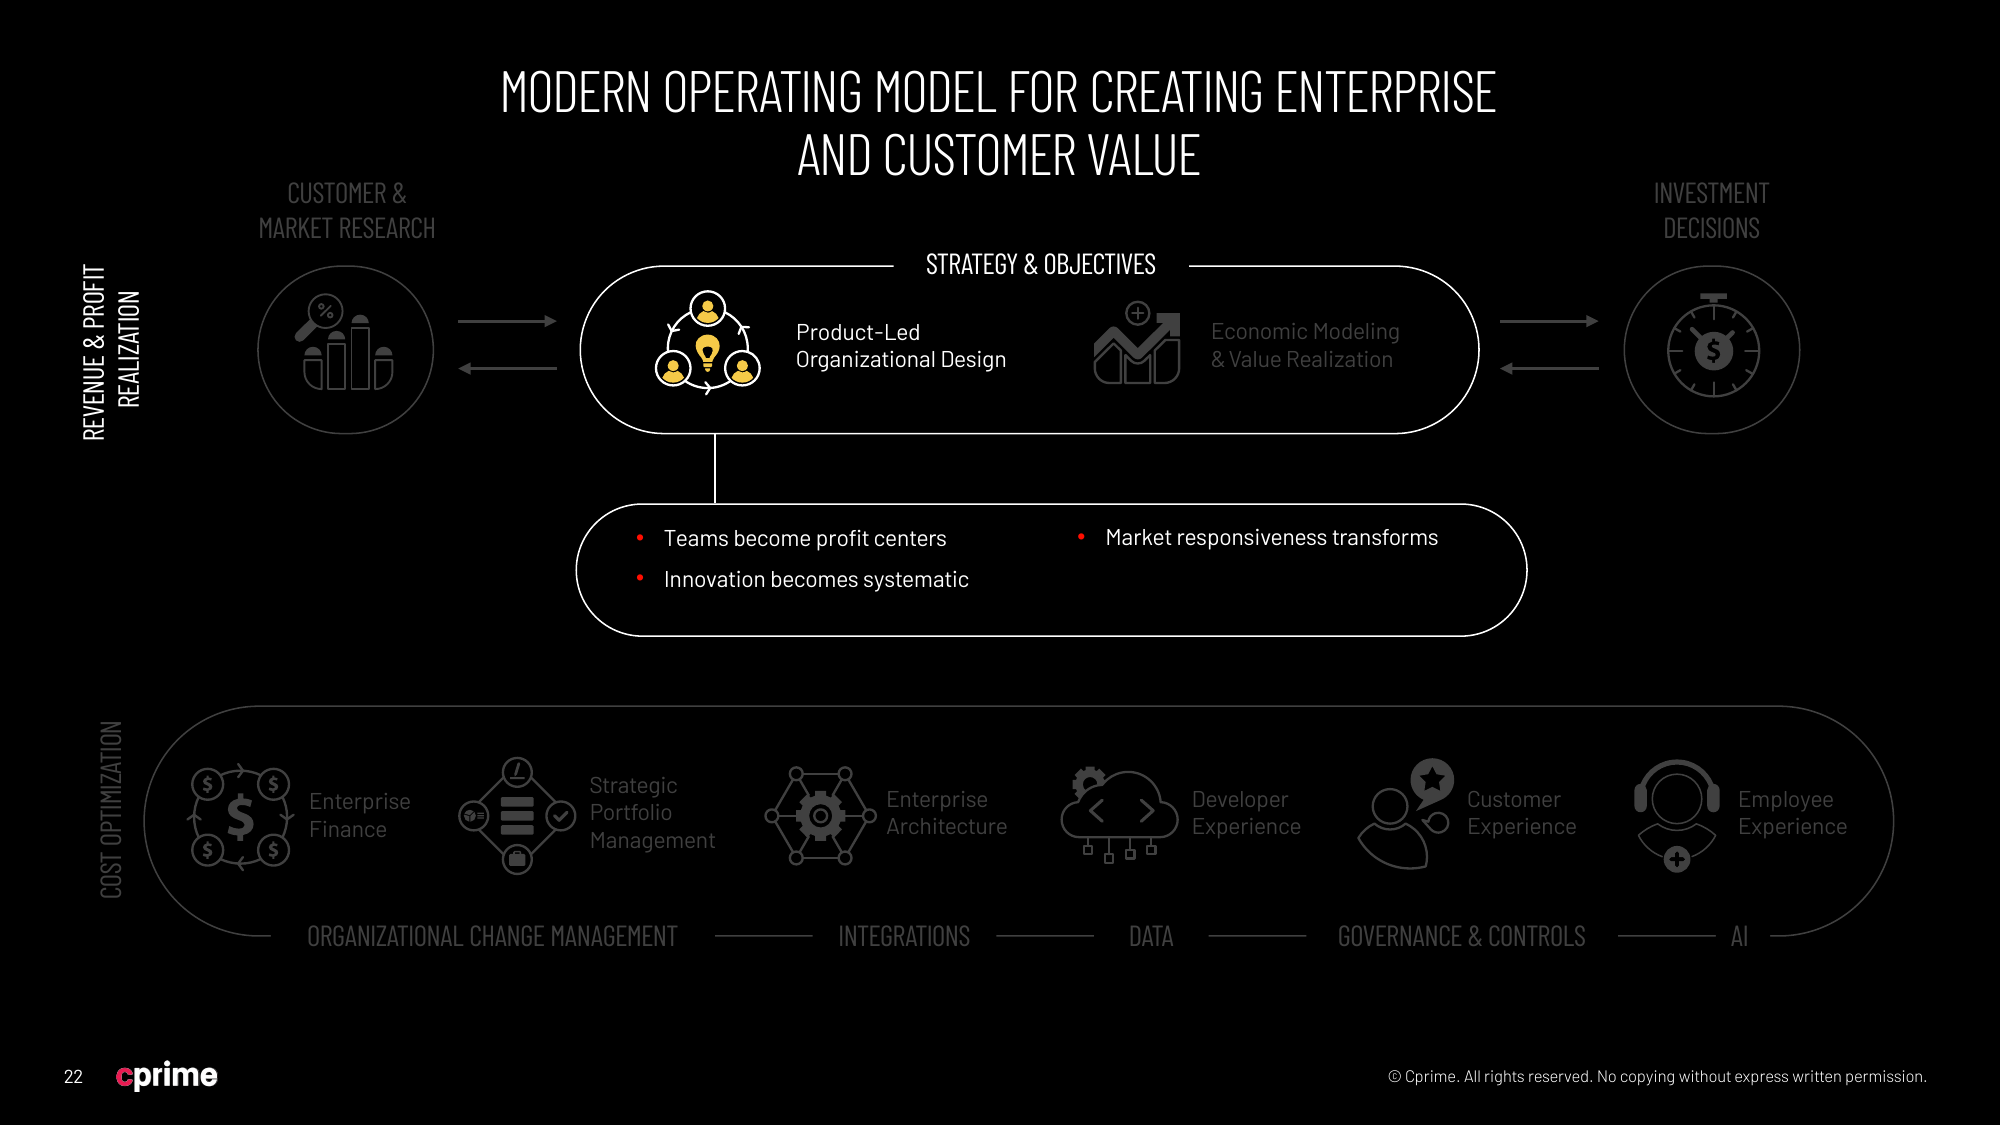 MODERN OPERATING MODEL FOR CREATING ENTERPRISE
AND CUSTOMER VALUE
CUSTOMER &
MARKET RESEARCH
INVESTMENT
DECISIONS
REVENUE & PROFIT
REALIZATION
STRATEGY & OBJECTIVES
%
Product-Led
Organizational Design
Economic Modeling
& Value Realization
$
• Teams become profit centers
• Innovation becomes systematic
• Market responsiveness transforms
COST OPTIMIZATION
$ $
$
$ $
Enterprise
Finance
Strategic
Portfolio
Management
Enterprise
Architecture
Developer
Experience
Customer
Experience
Employee
Experience
ORGANIZATIONAL CHANGE MANAGEMENT
INTEGRATIONS
DATA
GOVERNANCE & CONTROLS
AI
22
cprime
© Cprime. All rights reserved. No copying without express written permission.